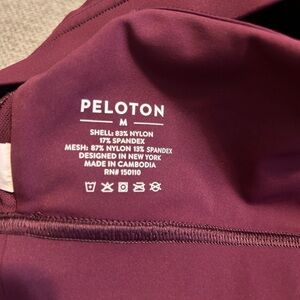 PELOTON
M
SHELL: 83% NYLON
17% SPANDEX
MESH: 87% NYLON 13% SPANDEX
DESIGNED IN NEW YORK
MADE IN CAMBODIA
RN# 150110